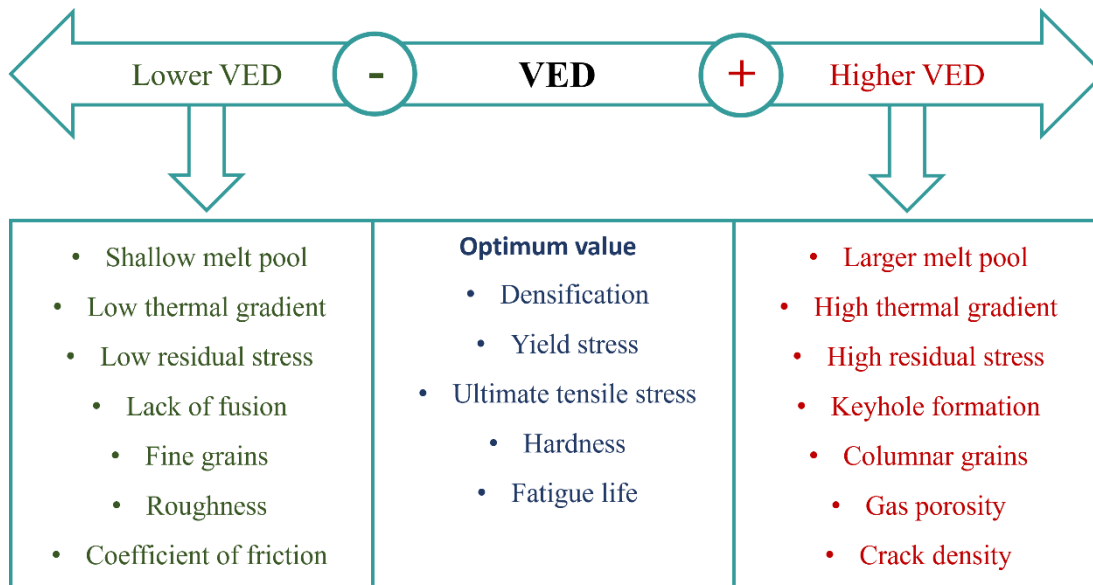 Lower VED
-
VED
+
Higher VED
• Shallow melt pool
• Low thermal gradient
• Low residual stress
• Lack of fusion
• Fine grains
• Roughness
• Coefficient of friction
Optimum value
• Densification
• Yield stress
• Ultimate tensile stress
• Hardness
• Fatigue life
• Larger melt pool
• High thermal gradient
• High residual stress
• Keyhole formation
• Columnar grains
• Gas porosity
• Crack density